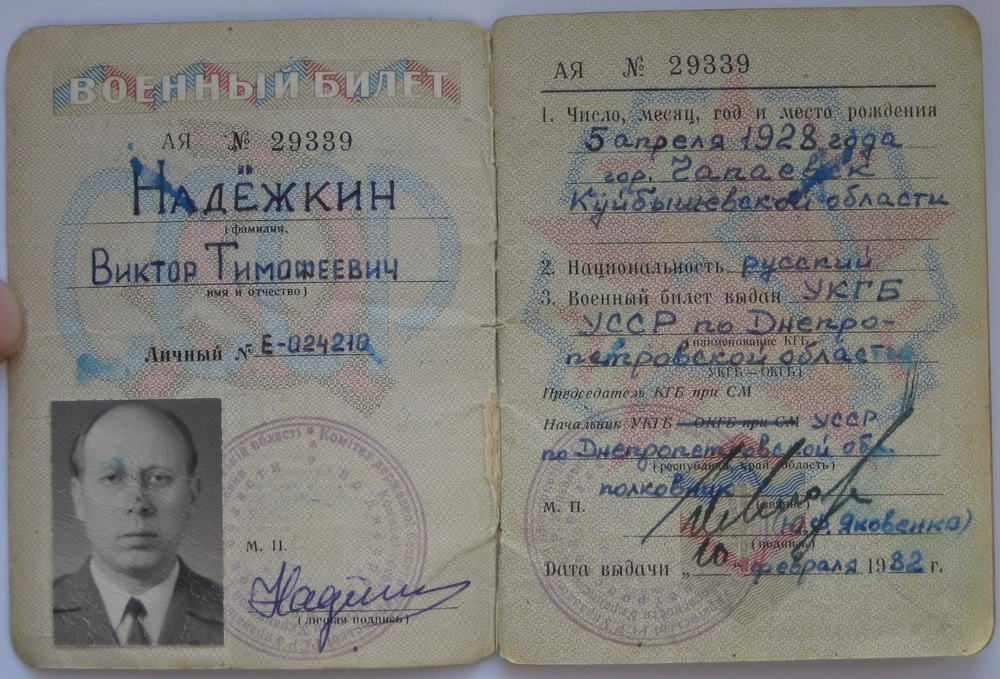 ВОЕННЫЙ БИЛЕТ
АЯ № 29339
НАДЁЖКИН
(фамилия,
ВИКТОР ТИМОФЕЕВИЧ
имя и отчество)
Личный № Е-024210
М. П.
(личная подпись)
АЯ № 29339
1. Число, месяц, год и место рождения
5 апреля 1928 года
гор. Чапаевск
Куйбышевской области
2. Национальность русский
3. Военный билет выдан УКГБ
УССР по Днепро-
(наименование КГБ,
петровской области
УКГБ — ОКГБ)
Председатель КГБ при СМ
Начальник УКГБ — ОКГБ при СМ УССР
по Днепропетровской обл.
(республика, край, область)
полковник
М. П.
(звание)
Яковенко)
(подпись)
Дата выдачи „10“ февраля 1982 г.